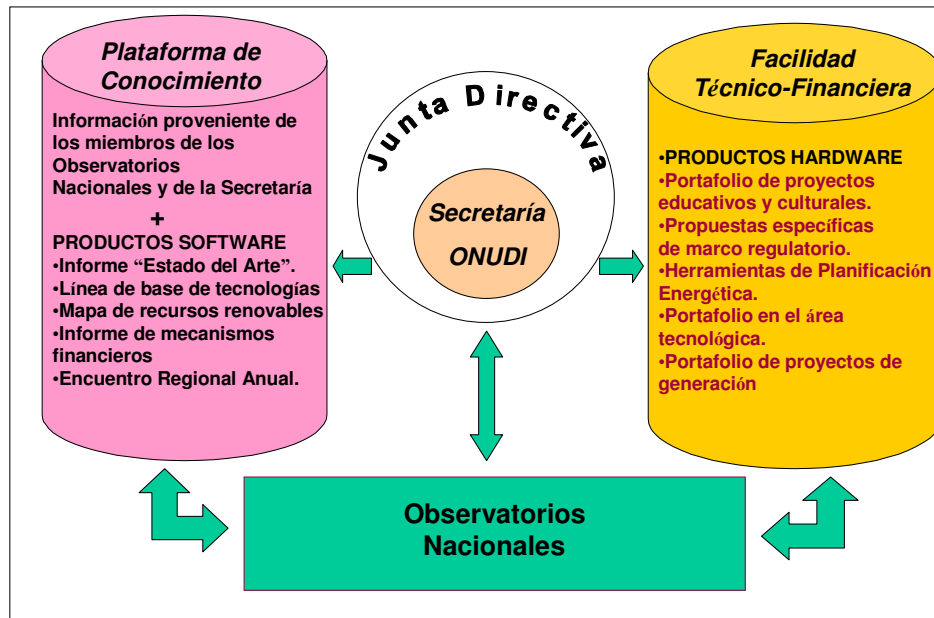 Plataforma de
Conocimiento
Información proveniente de
los miembros de los
Observatorios
Nacionales y de la Secretaría
+
PRODUCTOS SOFTWARE
•Informe “Estado del Arte”.
•Línea de base de tecnologías
•Mapa de recursos renovables
•Informe de mecanismos
financieros
•Encuentro Regional Anual.
Junta Directiva
Secretaría
ONUDI
Facilidad
Técnico-Financiera
•PRODUCTOS HARDWARE
•Portafolio de proyectos
educativos y culturales.
•Propuestas específicas
de marco regulatorio.
•Herramientas de Planificación
Energética.
•Portafolio en el área
tecnológica.
•Portafolio de proyectos de
generación
Observatorios
Nacionales